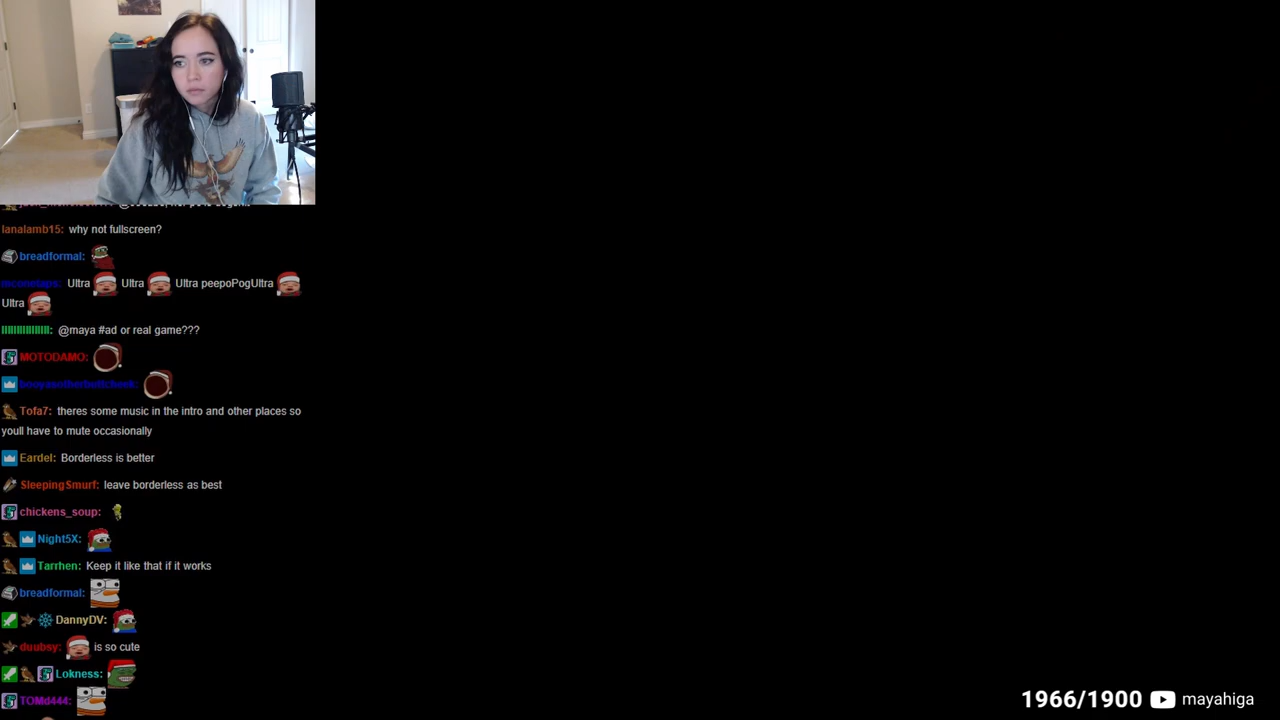 lanalamb15: why not fullscreen?
breadformal:
Ultra Ultra Ultra peepoPogUltra
Ultra
@maya #ad or real game???
MOTODAMO:
Tofa7: theres some music in the intro and other places so
youll have to mute occasionally
Eardel: Borderless is better
SleepingSmurf: leave borderless as best
chickens_soup:
Night5X:
Tarrhen: Keep it like that if it works
breadformal:
DannyDV:
duubsy: is so cute
Lokness:
TOMd444:
1966/1900 mayahiga